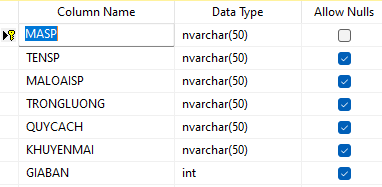 Column Name Data Type Allow Nulls
MASP nvarchar(50)
TENSP nvarchar(50)
MALOAISP nvarchar(50)
TRONGLUONG nvarchar(50)
QUYCACH nvarchar(50)
KHUYENMAI nvarchar(50)
GIABAN int